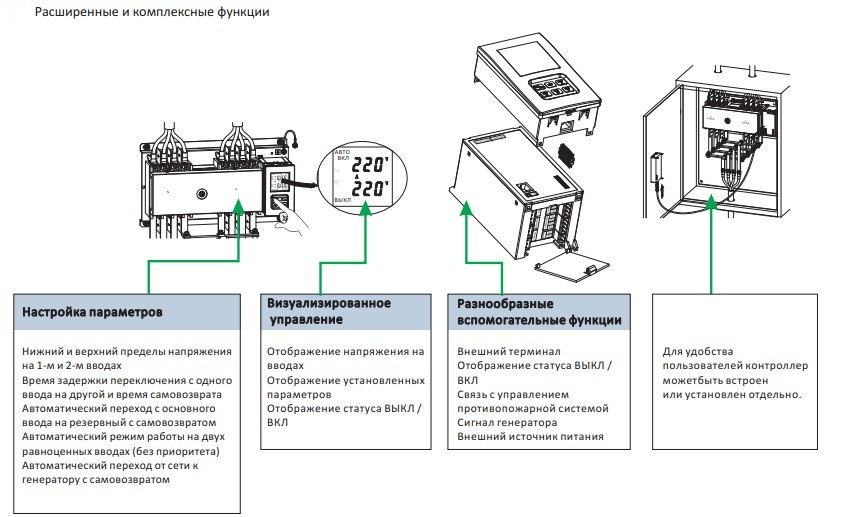 Расширенные и комплексные функции
АВТО
ВКЛ
220 V
220 V
ВЫКЛ
Настройка параметров
Нижний и верхний пределы напряжения
на 1-м и 2-м вводах
Время задержки переключения с одного
ввода на другой и время самовозврата
Автоматический переход с основного
ввода на резервный с самовозвратом
Автоматический режим работы на двух
равноценных вводах (без приоритета)
Автоматический переход от сети к
генератору с самовозвратом
Визуализированное
управление
Отображение напряжения на
вводах
Отображение установленных
параметров
Отображение статуса ВЫКЛ /
ВКЛ
Разнообразные
вспомогательные функции
Внешний терминал
Отображение статуса ВЫКЛ /
ВКЛ
Связь с управлением
противопожарной системой
Сигнал генератора
Внешний источник питания
Для удобства
пользователей контроллер
можетбыть встроен
или установлен отдельно.